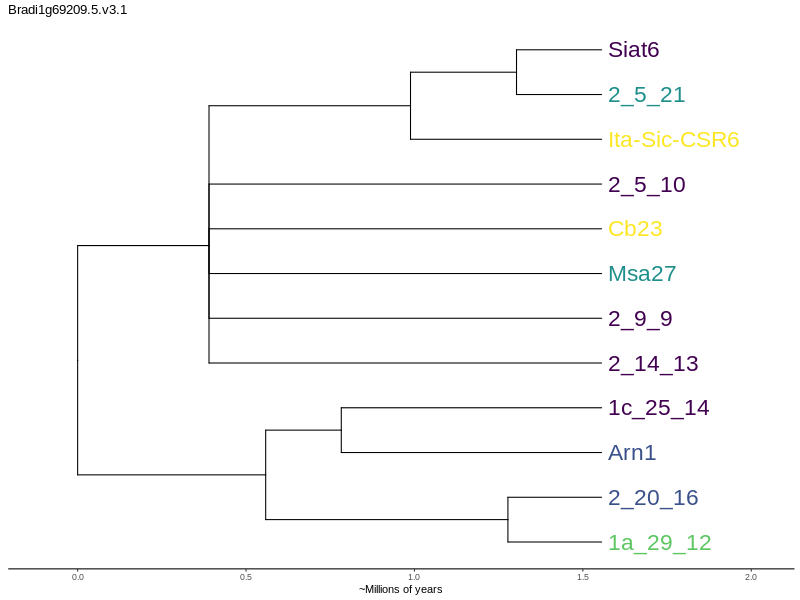 Bradi1g69209.5.v3.1
Siat6
2_5_21
Ita-Sic-CSR6
2_5_10
Cb23
Msa27
2_9_9
2_14_13
1c_25_14
Arn1
2_20_16
1a_29_12
0.0 0.5 1.0 1.5 2.0
~Millions of years